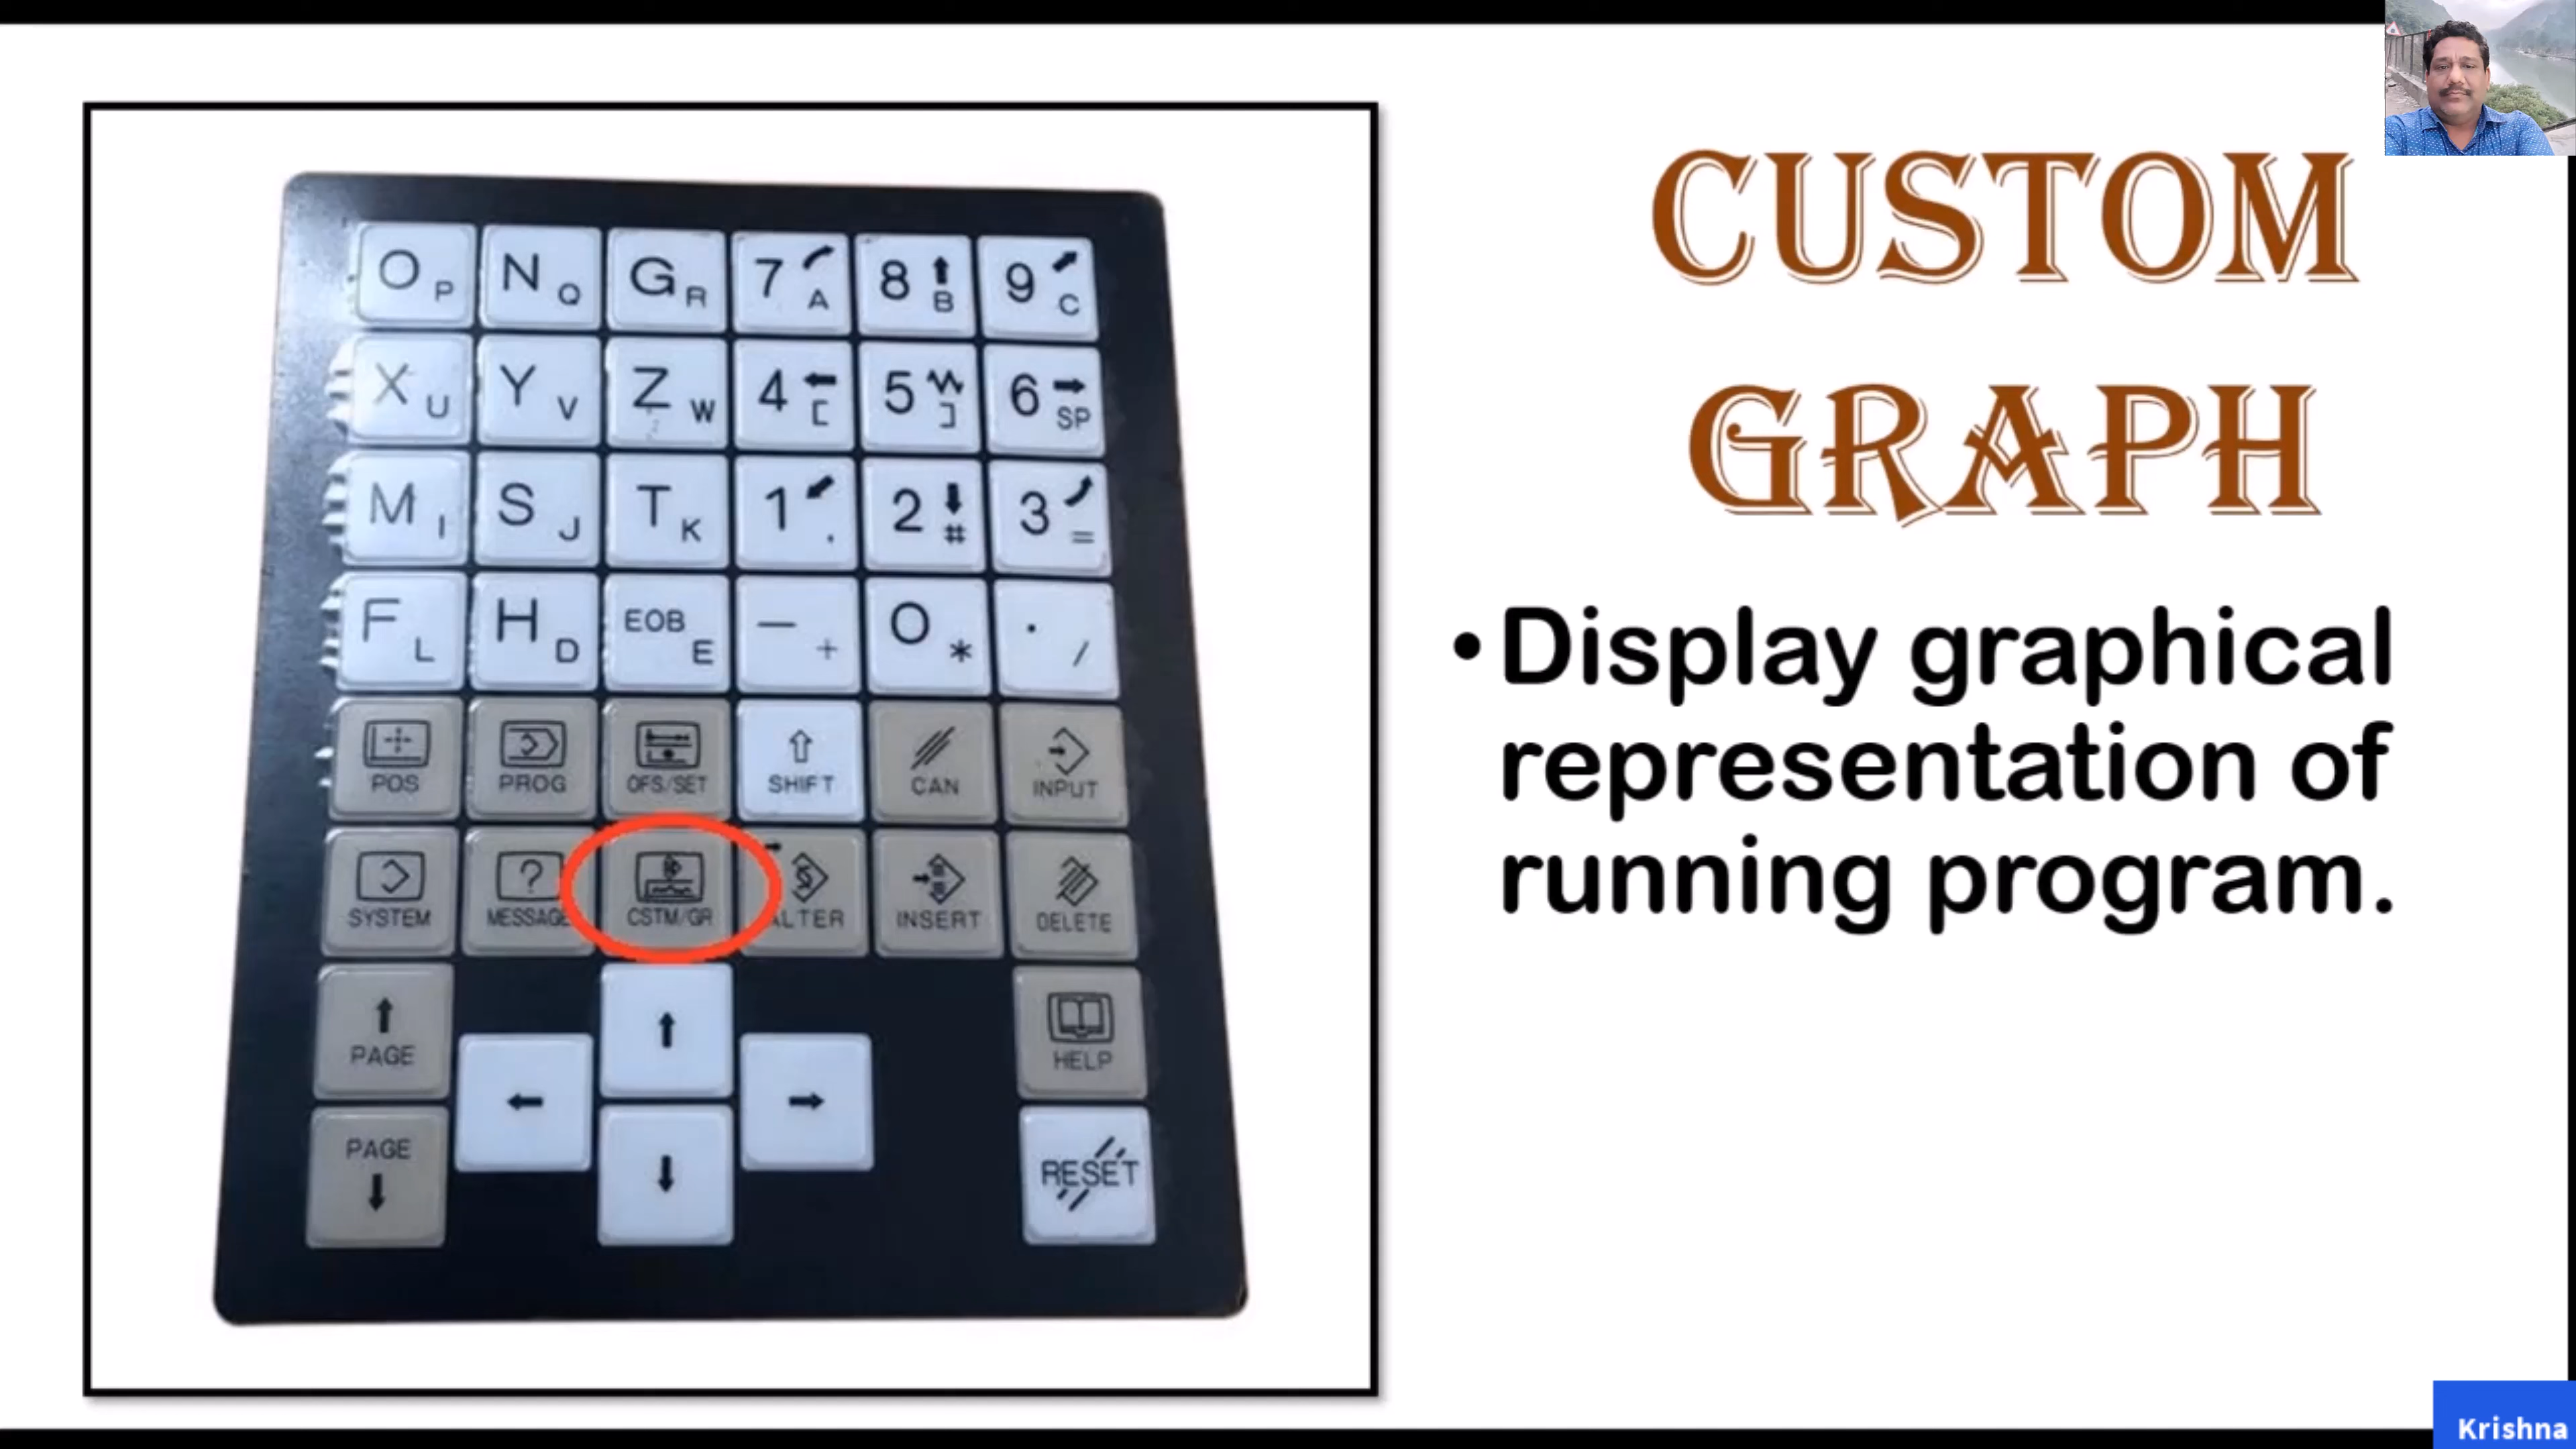 O P N Q G R 7 A 8 B 9 C
X U Y V Z W 4 [ 5 ] 6 SP
M I S J T K 1 , 2 # 3 =
F L H D EOB E - + 0 * . /
POS PROG OFS/SET SHIFT CAN INPUT
SYSTEM MESSAGE CSTM/GR ALTER INSERT DELETE
PAGE HELP
PAGE RESET
CUSTOM
GRAPH
• Display graphical
representation of
running program.
Krishna